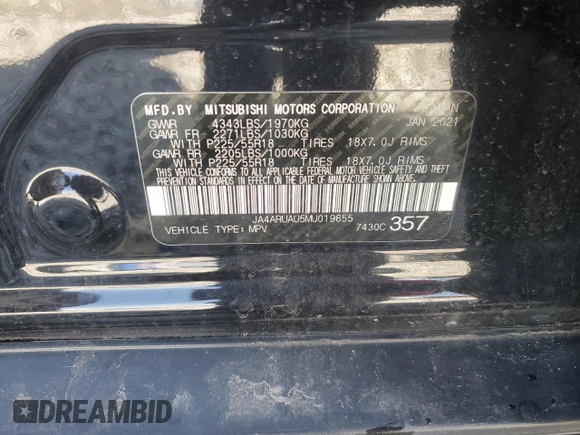 MFD.BY MITSUBISHI MOTORS CORPORATION
GVWR 4343LBS/1970KG JAN 2021
GAWR FR 2271LBS/1030KG
WITH P225/55R18 TIRES 18X7.0J RIMS
GAWR RR 2205LBS/1000KG
WITH P225/55R18 TIRES 18X7.0J RIMS
THIS VEHICLE CONFORMS TO ALL APPLICABLE FEDERAL MOTOR VEHICLE SAFETY AND THEFT
PREVENTION STANDARDS IN EFFECT ON THE DATE OF MANUFACTURE SHOWN ABOVE.
JA4ARUAU5MJ019655
VEHICLE TYPE:MPV 7430C 357
DREAMBID